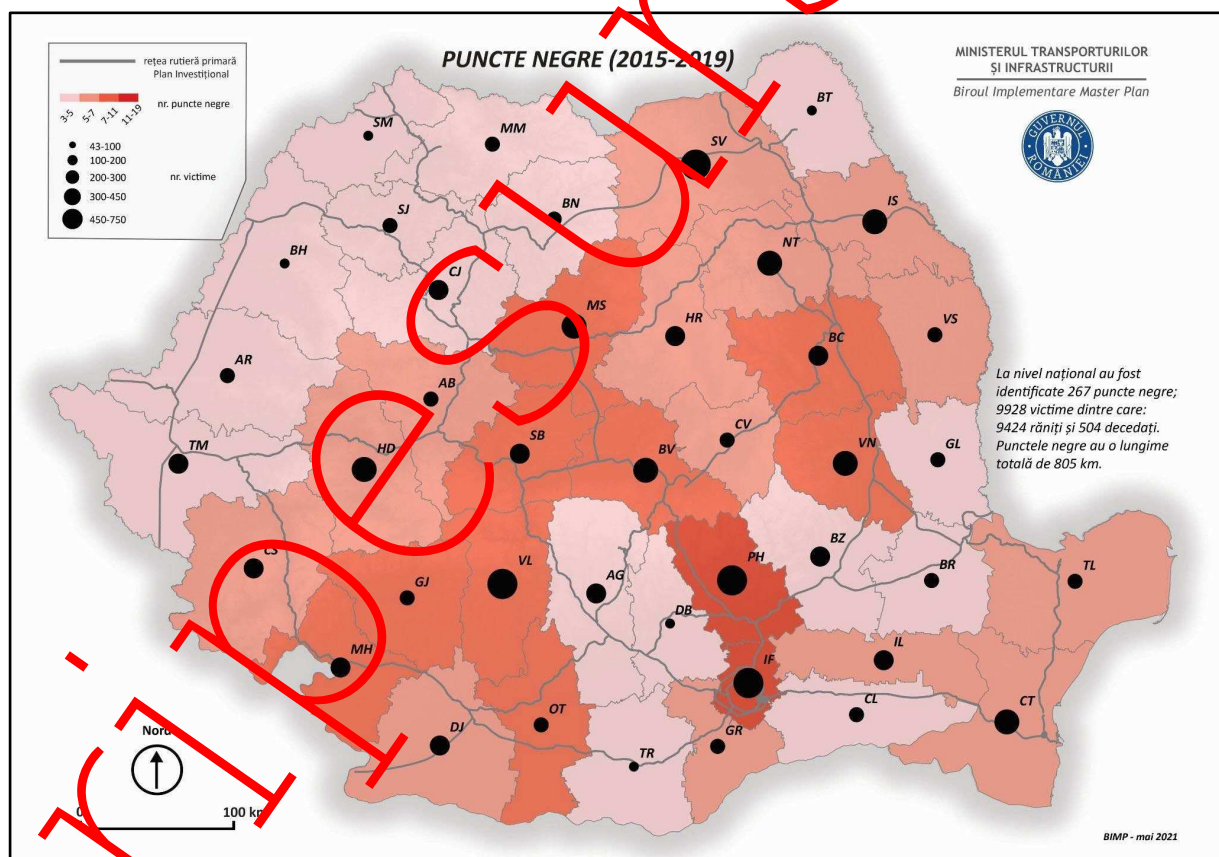 PUNCTE NEGRE (2015-2019)
MINISTERUL TRANSPORTURILOR
ȘI INFRASTRUCTURII
Biroul Implementare Master Plan
GUVERNUL
ROMÂNIEI
rețea rutieră primară
Plan Investițional
nr. puncte negre
3-5 5-7 7-11 11-19
43-100
100-200
200-300
nr. victime
300-450
450-750
BT
SM
MM
SV
BN
IS
SJ
BH
NT
CJ
MS
HR
BC
VS
AR
AB
La nivel național au fost
identificate 267 puncte negre;
9928 victime dintre care:
9424 răniți și 504 decedați.
Punctele negre au o lungime
totală de 805 km.
TM
HD
SB
CV
BV
VN
GL
CS
GJ
VL
AG
PH
BZ
BR
TL
DB
MH
IF
IL
CL
CT
DJ
OT
TR
GR
Nord
0 100 km
BIMP - mai 2021